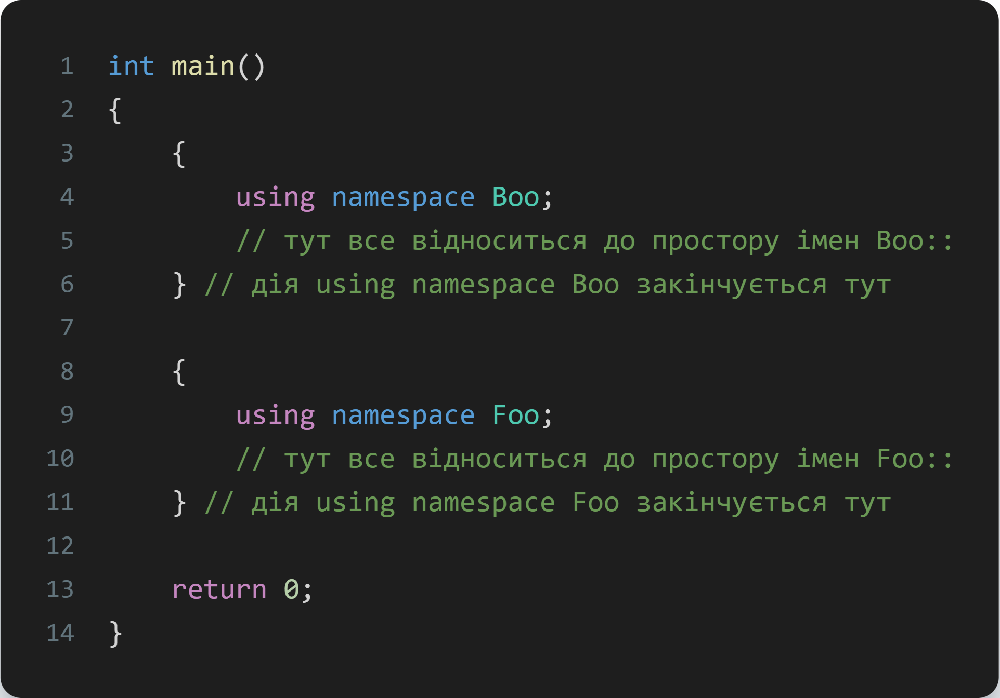 1 int main()
2 {
3     {
4         using namespace Boo;
5         // тут все відноситься до простору імен Boo::
6     } // дія using namespace Boo закінчується тут
7
8     {
9         using namespace Foo;
10         // тут все відноситься до простору імен Foo::
11     } // дія using namespace Foo закінчується тут
12
13     return 0;
14 }